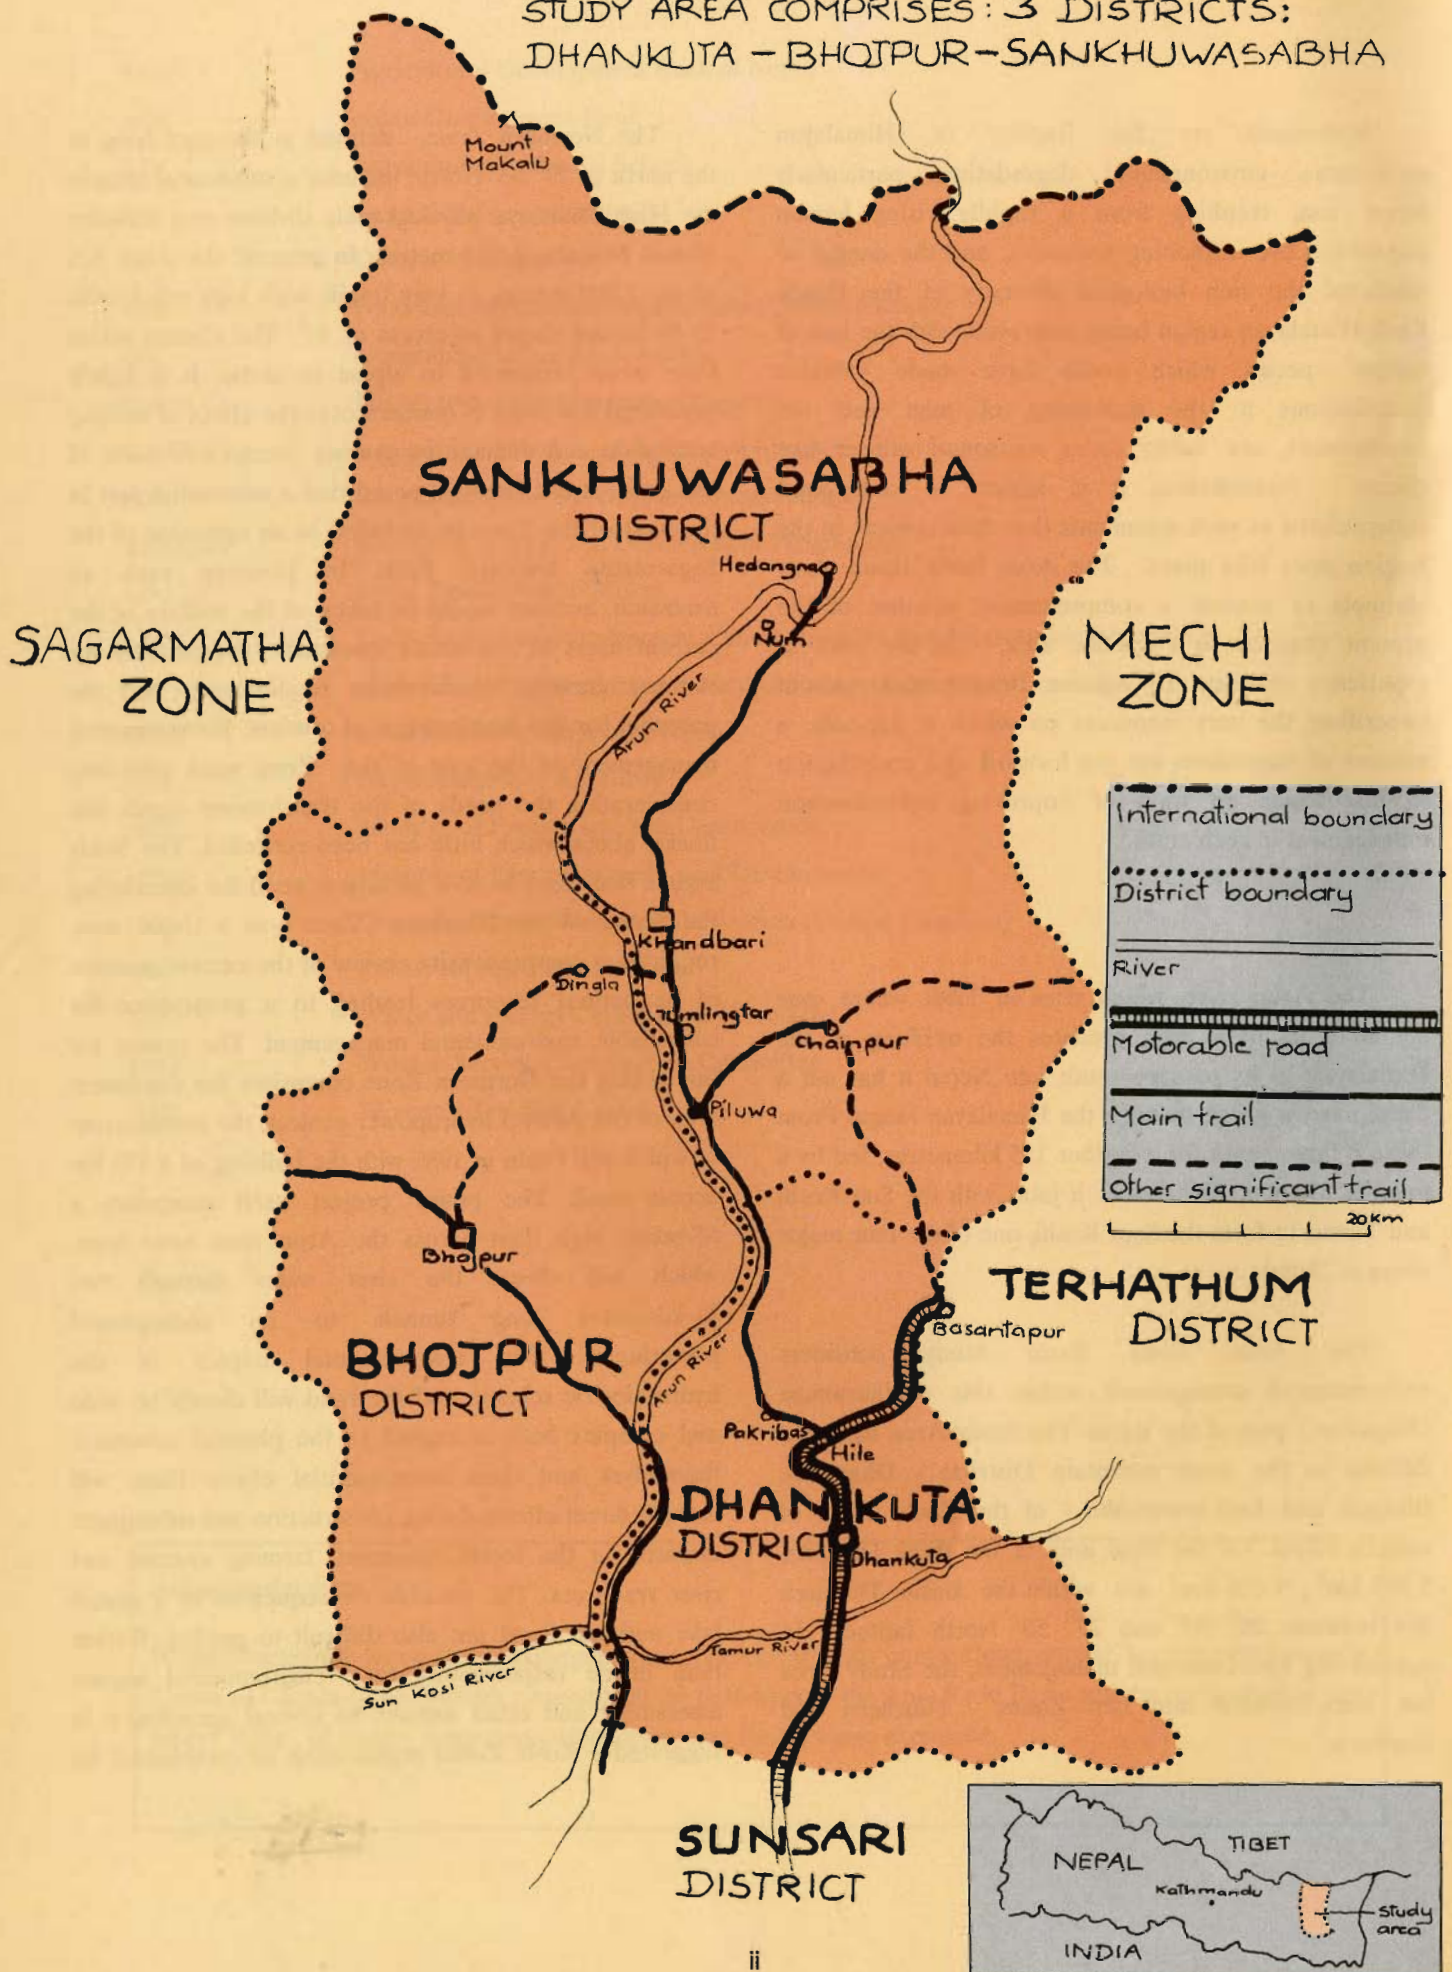 STUDY AREA COMPRISES: 3 DISTRICTS:
DHANKUTA – BHOJPUR – SANKHUWASABHA
Mount
Makalu
SANKHUWASABHA
DISTRICT
Hedangna
Num
SAGARMATHA
ZONE
MECHI
ZONE
Arun River
International boundary
District boundary
River
Motorable road
Main trail
other significant trail
20km
Khandbari
Dingla
Tumlingtar
Chainpur
Piluwa
Bhojpur
TERHATHUM
DISTRICT
Basantapur
BHOJPUR
DISTRICT
Arun River
Pakribas
Hile
DHANKUTA
DISTRICT
Dhankuta
Tamur River
Sun Kosi River
SUNSARI
DISTRICT
NEPAL
TIBET
Kathmandu
study
area
INDIA
ii